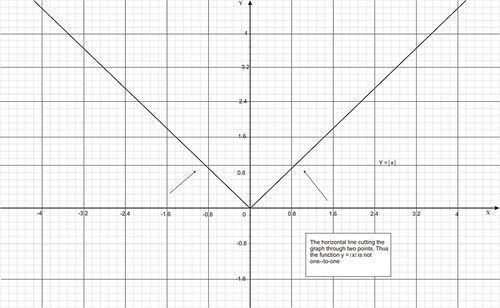 Y
4
3.2
2.4
1.6
0.8
Y = |x|
-4 -3.2 -2.4 -1.6 -0.8 0 0.8 1.6 2.4 3.2 4 X
-0.8
-1.6
The horizontal line cutting the
graph through two points. Thus
the function y = |x| is not
one–to-one